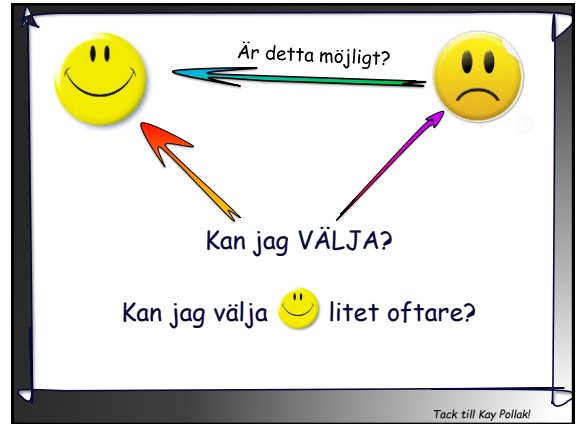 Är detta möjligt?
Kan jag VÄLJA?
Kan jag välja litet oftare?
Tack till Kay Pollak!